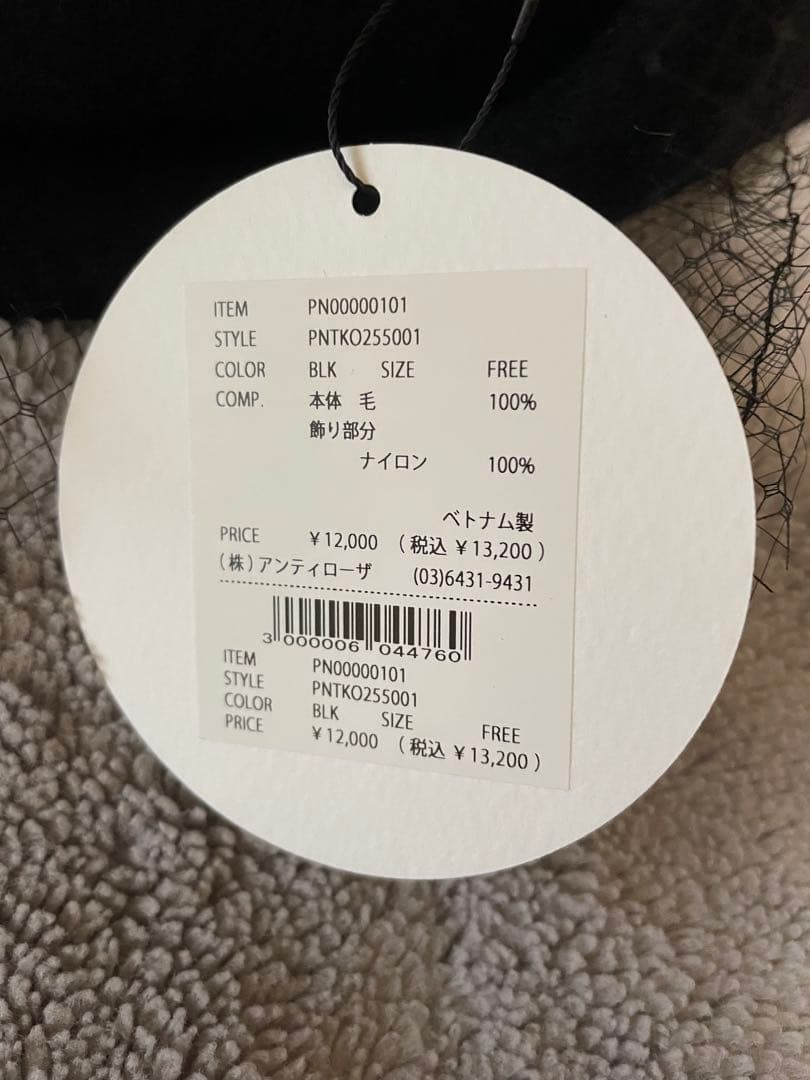 ITEM PN00000101
STYLE PNTKO255001
COLOR BLK SIZE FREE
COMP. 本体 毛 100%
飾り部分
ナイロン 100%
ベトナム製
PRICE ¥12,000 (税込 ¥13,200)
(株)アンティローザ (03)6431-9431
3 000006 044760
ITEM PN00000101
STYLE PNTKO255001
COLOR BLK SIZE FREE
PRICE ¥12,000 (税込 ¥13,200)